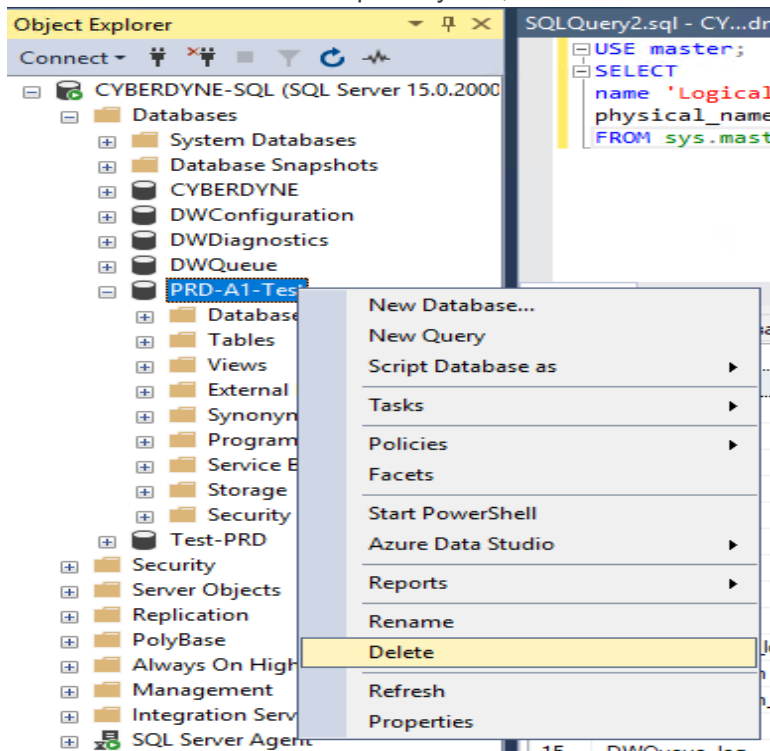 Object Explorer
Connect
CYBERDYNE-SQL (SQL Server 15.0.2000
Databases
System Databases
Database Snapshots
CYBERDYNE
DWConfiguration
DWDiagnostics
DWQueue
PRD-A1-Test
Database
Tables
Views
External
Synonym
Program
Service B
Storage
Security
Test-PRD
Security
Server Objects
Replication
PolyBase
Always On High
Management
Integration Serv
SQL Server Agent
New Database...
New Query
Script Database as
Tasks
Policies
Facets
Start PowerShell
Azure Data Studio
Reports
Rename
Delete
Refresh
Properties
SQLQuery2.sql - CY...dr
USE master;
SELECT
name 'Logical
physical_name
FROM sys.mast
15 DWQueue_log